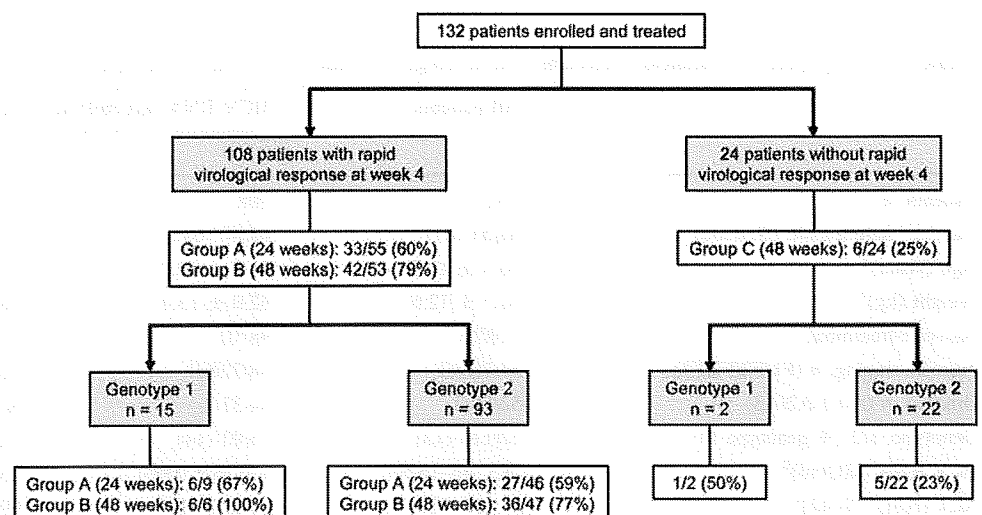 132 patients enrolled and treated
108 patients with rapid
virological response at week 4
24 patients without rapid
virological response at week 4
Group A (24 weeks): 33/55 (60%)
Group B (48 weeks): 42/53 (79%)
Group C (48 weeks): 6/24 (25%)
Genotype 1
n = 15
Genotype 2
n = 93
Genotype 1
n = 2
Genotype 2
n = 22
Group A (24 weeks): 6/9 (67%)
Group B (48 weeks): 6/6 (100%)
Group A (24 weeks): 27/46 (59%)
Group B (48 weeks): 36/47 (77%)
1/2 (50%)
5/22 (23%)